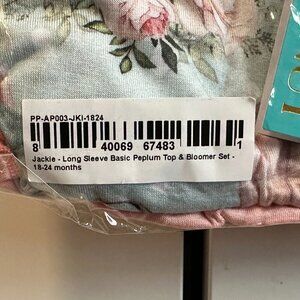 PP-AP003-JKI-1824
8 40069 67483 1
Jackie - Long Sleeve Basic Peplum Top & Bloomer Set -
18-24 months